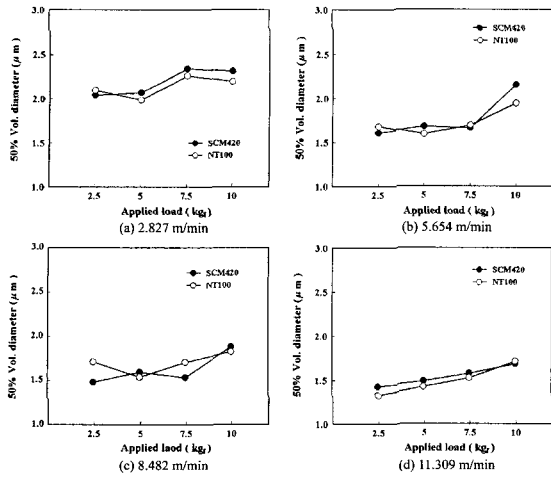 3.0
2.5
2.0
1.5
1.0
50% Vol. diameter (μm)
SCM420
NT100
2.5 5 7.5 10
Applied load (kgf)
(a) 2.827 m/min
3.0
2.5
2.0
1.5
1.0
50% Vol. diameter (μm)
SCM420
NT100
2.5 5 7.5 10
Applied load (kgf)
(b) 5.654 m/min
3.0
2.5
2.0
1.5
1.0
50% Vol. diameter (μm)
SCM420
NT100
2.5 5 7.5 10
Applied laod (kgf)
(c) 8.482 m/min
3.0
2.5
2.0
1.5
1.0
50% Vol. diameter (μm)
SCM420
NT100
2.5 5 7.5 10
Applied load (kgf)
(d) 11.309 m/min